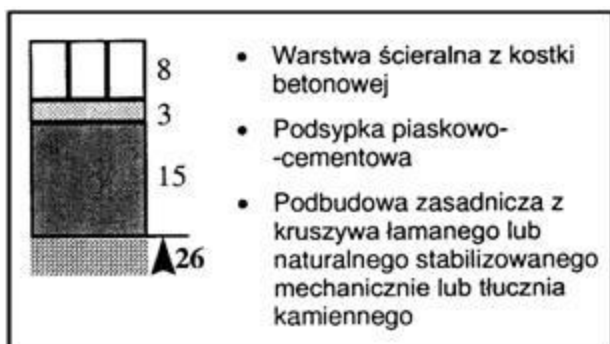 8
3
15
26
• Warstwa ścieralna z kostki
betonowej
• Podsypka piaskowo-
-cementowa
• Podbudowa zasadnicza z
kruszywa łamanego lub
naturalnego stabilizowanego
mechanicznie lub tłucznia
kamiennego